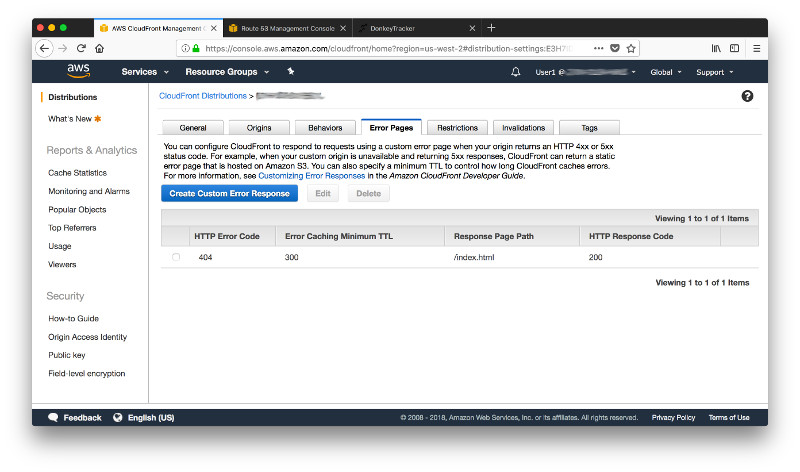 AWS CloudFront Management C
Route 53 Management Console
DonkeyTracker
https://console.aws.amazon.com/cloudfront/home?region=us-west-2#distribution-settings:E3H7
aws
Services
Resource Groups
User1 @
Global
Support
Distributions
What's New
Reports & Analytics
Cache Statistics
Monitoring and Alarms
Popular Objects
Top Referrers
Usage
Viewers
Security
How-to Guide
Origin Access Identity
Public key
Field-level encryption
CloudFront Distributions >
General
Origins
Behaviors
Error Pages
Restrictions
Invalidations
Tags
You can configure CloudFront to respond to requests using a custom error page when your origin returns an HTTP 4xx or 5xx
status code. For example, when your custom origin is unavailable and returning 5xx responses, CloudFront can return a static
error page that is hosted on Amazon S3. You can also specify a minimum TTL to control how long CloudFront caches errors.
For more information, see Customizing Error Responses in the Amazon CloudFront Developer Guide.
Create Custom Error Response
Edit
Delete
Viewing 1 to 1 of 1 Items
HTTP Error Code
Error Caching Minimum TTL
Response Page Path
HTTP Response Code
404
300
/index.html
200
Viewing 1 to 1 of 1 Items
Feedback
English (US)
© 2008 - 2018, Amazon Web Services, Inc. or its affiliates. All rights reserved.
Privacy Policy
Terms of Use